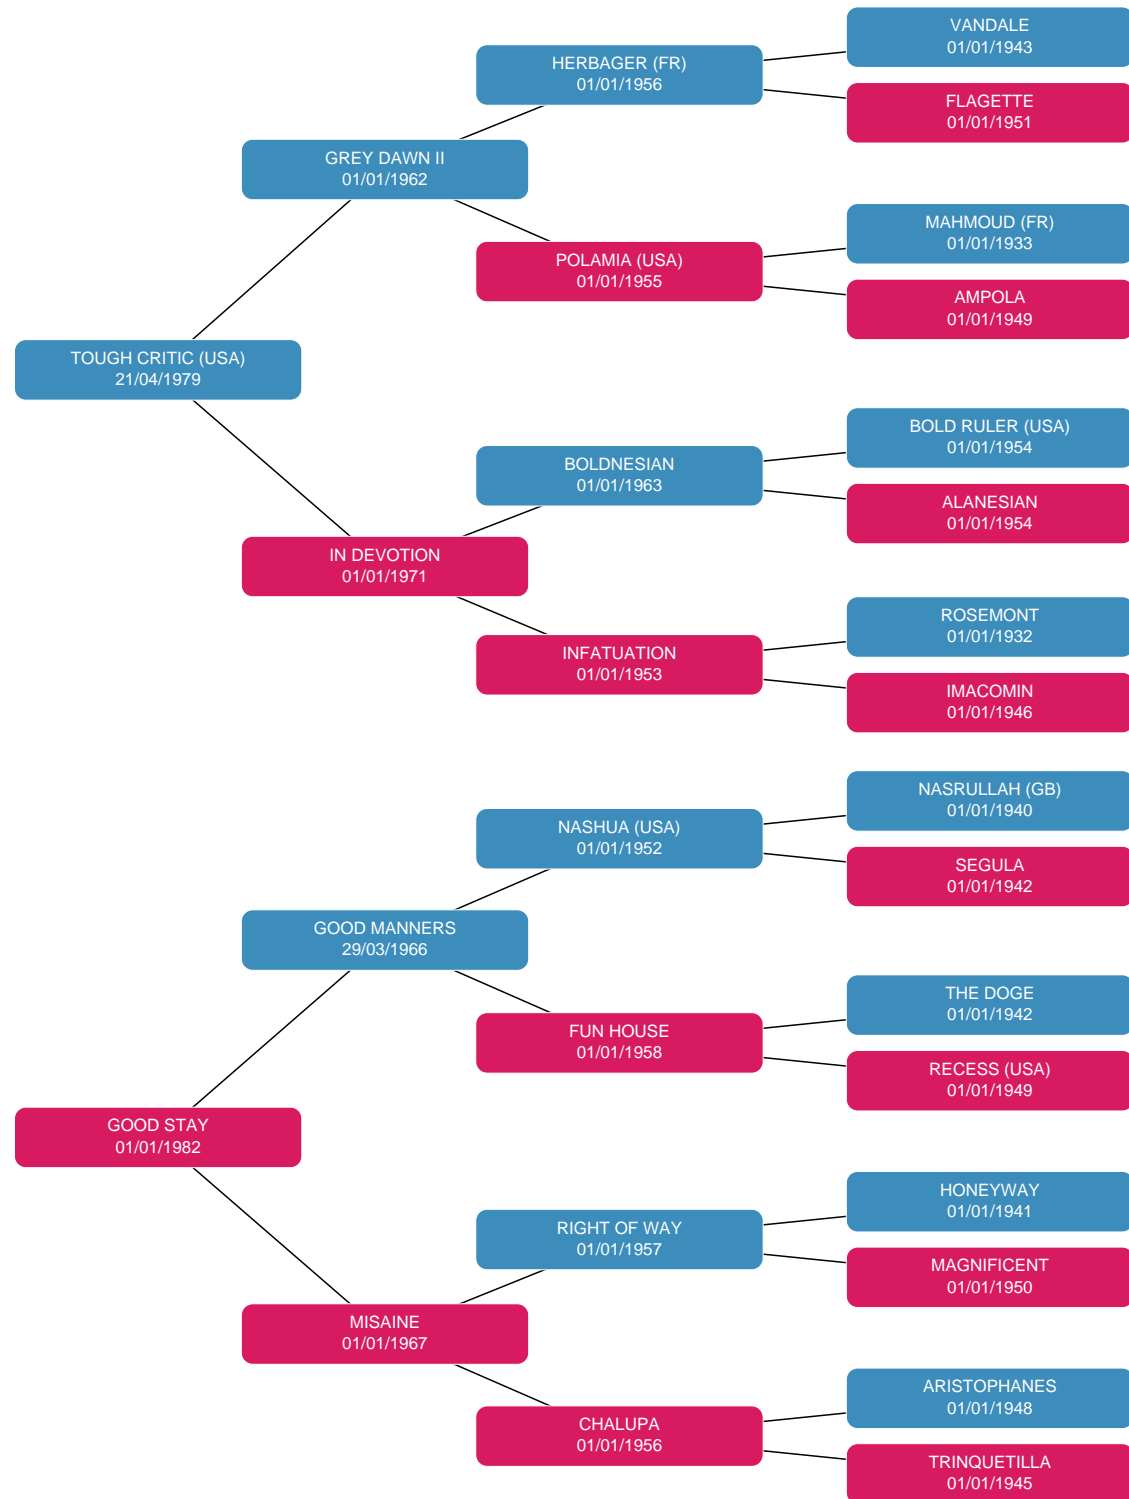 VANDALE
01/01/1943
HERBAGER (FR)
01/01/1956
FLAGETTE
01/01/1951
GREY DAWN II
01/01/1962
MAHMOUD (FR)
01/01/1933
POLAMIA (USA)
01/01/1955
AMPOLA
01/01/1949
TOUGH CRITIC (USA)
21/04/1979
BOLD RULER (USA)
01/01/1954
BOLDNESIAN
01/01/1963
ALANESIAN
01/01/1954
IN DEVOTION
01/01/1971
ROSEMONT
01/01/1932
INFATUATION
01/01/1953
IMACOMIN
01/01/1946
NASRULLAH (GB)
01/01/1940
NASHUA (USA)
01/01/1952
SEGULA
01/01/1942
GOOD MANNERS
29/03/1966
THE DOGE
01/01/1942
FUN HOUSE
01/01/1958
RECESS (USA)
01/01/1949
GOOD STAY
01/01/1982
HONEYWAY
01/01/1941
RIGHT OF WAY
01/01/1957
MAGNIFICENT
01/01/1950
MISAINE
01/01/1967
ARISTOPHANES
01/01/1948
CHALUPA
01/01/1956
TRINQUETILLA
01/01/1945